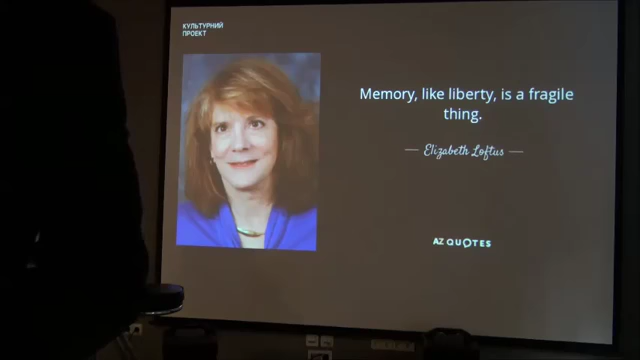 КУЛЬТУРНИЙ
ПРОЕКТ
Memory, like liberty, is a fragile
thing.
Elizabeth Loftus
AZ QUOTES